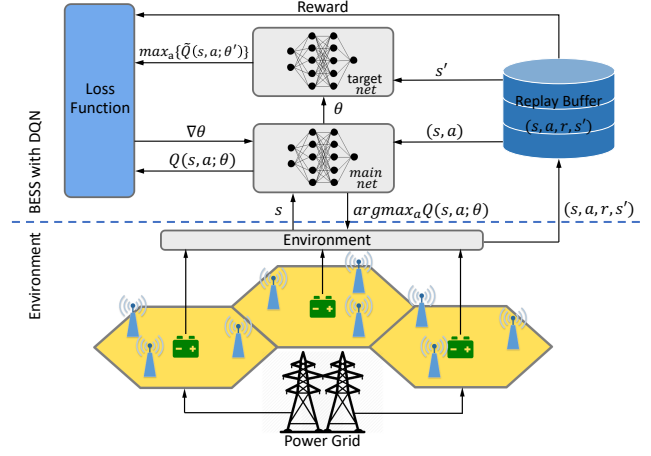 Reward
max_a{Q̃(s, a; θ′)}
target
net
s′
Loss
Function
Replay Buffer
(s, a, r, s′)
θ
∇θ
(s, a)
Q(s, a; θ)
main
net
BESS with DQN
s
argmax_a Q(s, a; θ)
(s, a, r, s′)
Environment
Environment
Power Grid